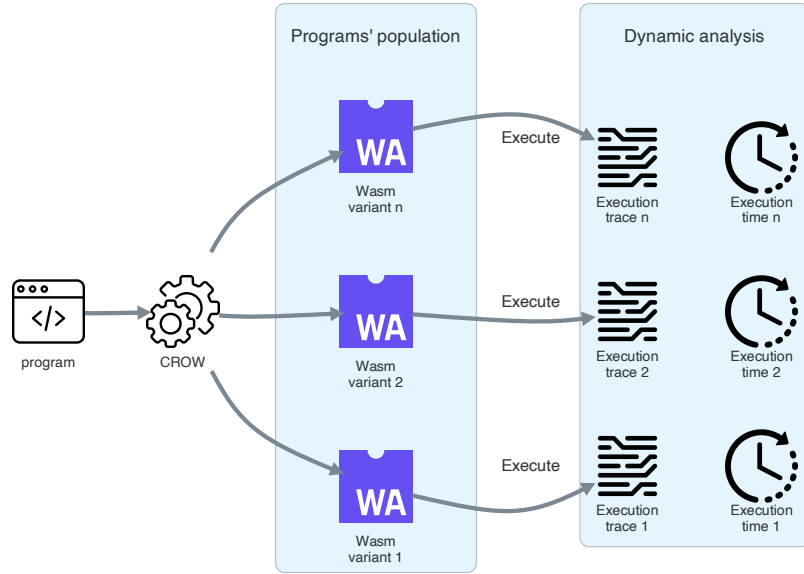 Programs' population
Dynamic analysis
WA
Wasm
variant n
Execute
Execution
trace n
Execution
time n
</>
program
CROW
WA
Wasm
variant 2
Execute
Execution
trace 2
Execution
time 2
WA
Wasm
variant 1
Execute
Execution
trace 1
Execution
time 1